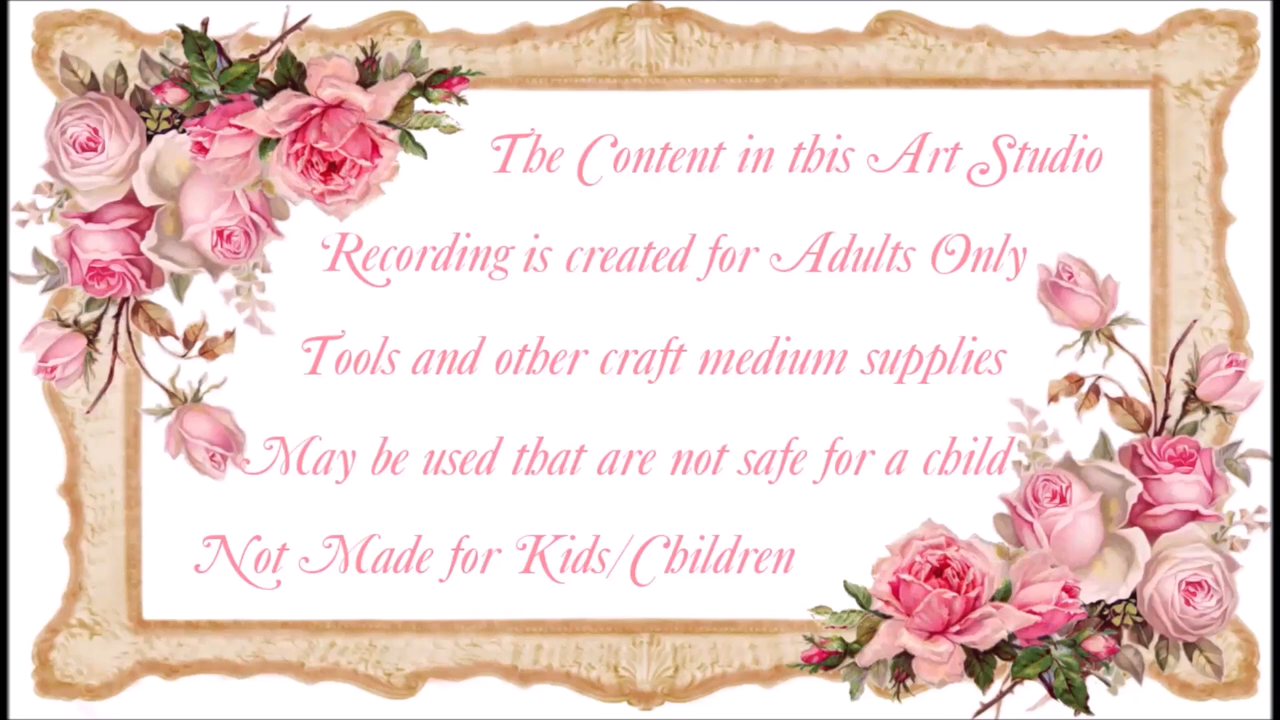 The Content in this Art Studio
Recording is created for Adults Only
Tools and other craft medium supplies
May be used that are not safe for a child
Not Made for Kids/Children